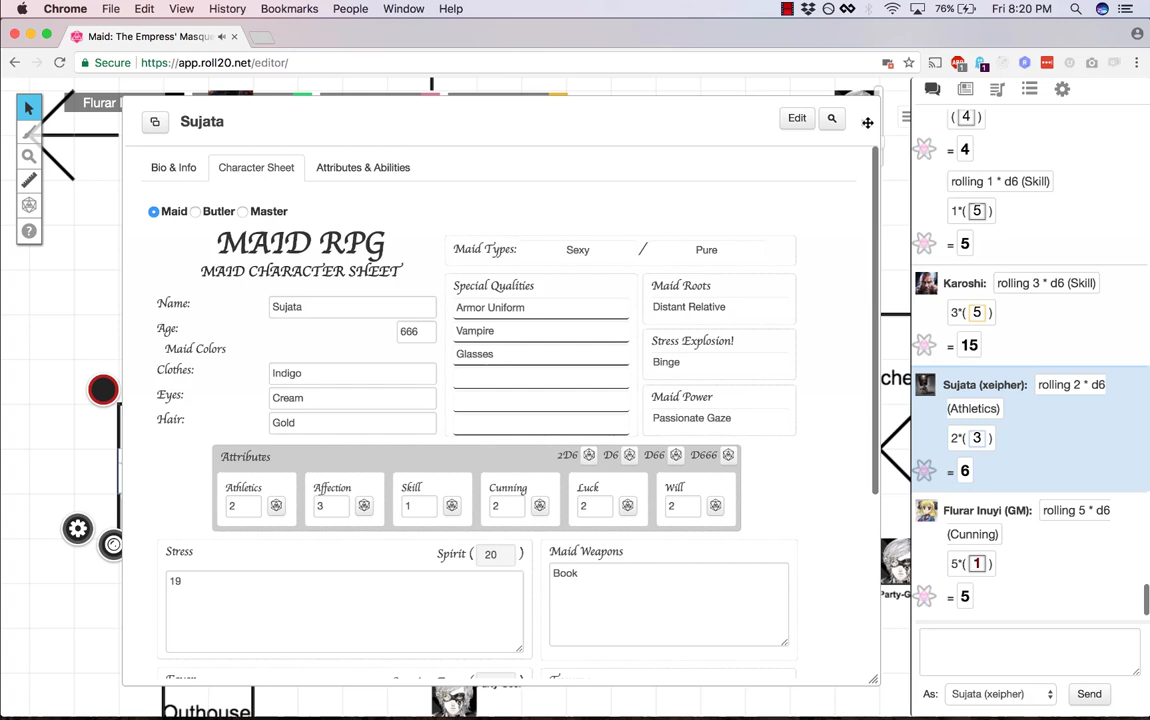 Chrome File Edit View History Bookmarks People Window Help
76% Fri 8:20 PM
Maid: The Empress' Masque
Secure https://app.roll20.net/editor/
Flurar I
Sujata
Edit
Bio & Info Character Sheet Attributes & Abilities
Maid Butler Master
MAID RPG
MAID CHARACTER SHEET
Name: Sujata
Age: 666
Maid Colors
Clothes: Indigo
Eyes: Cream
Hair: Gold
Maid Types: Sexy / Pure
Special Qualities
Armor Uniform
Vampire
Glasses
Maid Roots
Distant Relative
Stress Explosion!
Binge
Maid Power
Passionate Gaze
Attributes 2D6 D6 D66 D666
Athletics Affection Skill Cunning Luck Will
2 3 1 2 2 2
Stress Spirit ( 20 )
19
Maid Weapons
Book
Outhouse
che
Party-G
( 4 )
= 4
rolling 1 * d6 (Skill)
1*( 5 )
= 5
Karoshi: rolling 3 * d6 (Skill)
3*( 5 )
= 15
Sujata (xeipher): rolling 2 * d6
(Athletics)
2*( 3 )
= 6
Flurar Inuyi (GM): rolling 5 * d6
(Cunning)
5*( 1 )
= 5
As: Sujata (xeipher) Send